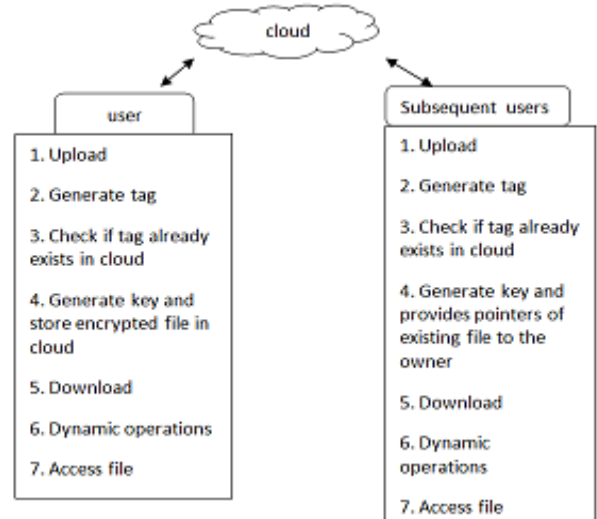 cloud
user
1. Upload
2. Generate tag
3. Check if tag already
exists in cloud
4. Generate key and
store encrypted file in
cloud
5. Download
6. Dynamic operations
7. Access file
Subsequent users
1. Upload
2. Generate tag
3. Check if tag already
exists in cloud
4. Generate key and
provides pointers of
existing file to the
owner
5. Download
6. Dynamic
operations
7. Access file